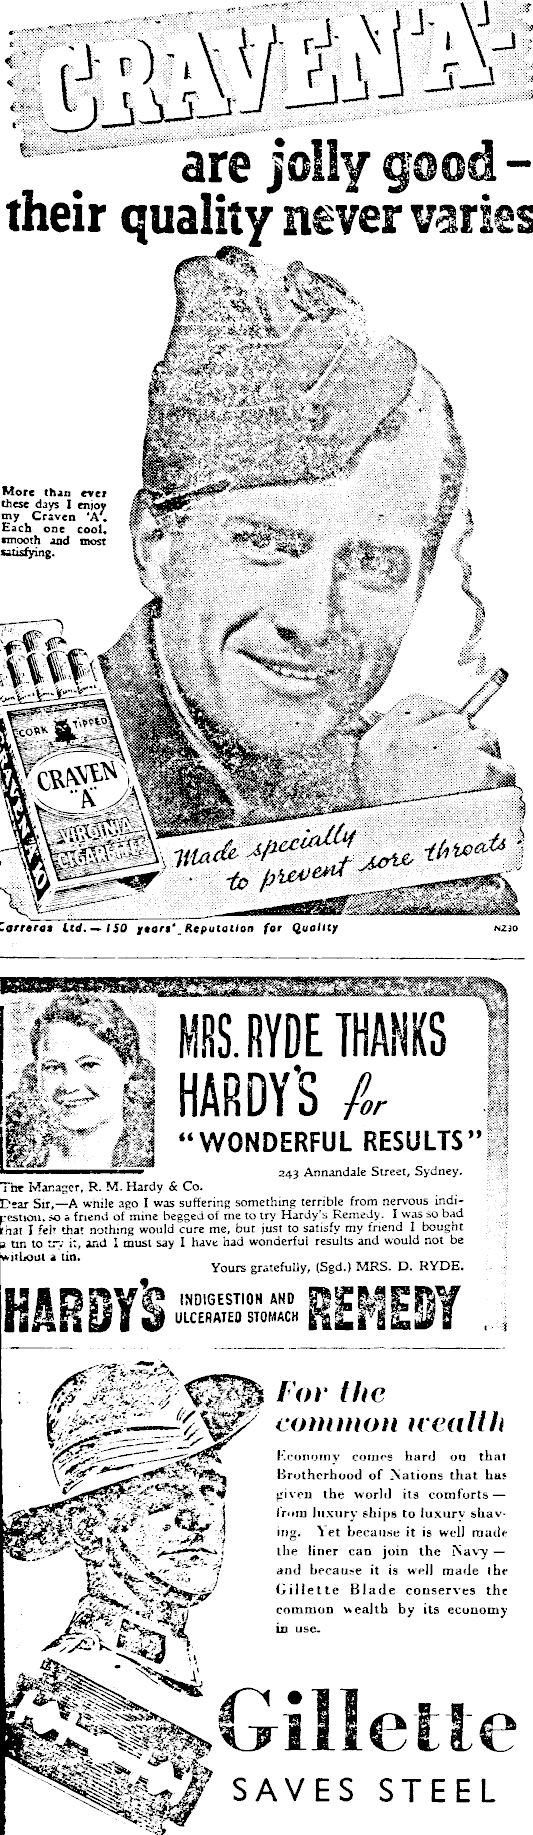 CRAVEN 'A'
are jolly good –
their quality never varies
More than ever
these days I enjoy
my Craven 'A'.
Each one cool,
smooth and most
satisfying.
CORK TIPPED
CRAVEN
"A"
VIRGINIA
CIGARETTES
CRAVEN A
Made specially
to prevent sore throats
Carreras Ltd. — 150 years' Reputation for Quality
NZ30
MRS. RYDE THANKS
HARDY'S for
"WONDERFUL RESULTS"
243 Annandale Street, Sydney.
The Manager, R. M. Hardy & Co.
Dear Sir,—A while ago I was suffering something terrible from nervous indi-
gestion, so a friend of mine begged of me to try Hardy's Remedy. I was so bad
that I felt that nothing would cure me, but just to satisfy my friend I bought
a tin to try it, and I must say I have had wonderful results and would not be
without a tin.
Yours gratefully, (Sgd.) MRS. D. RYDE.
HARDY'S INDIGESTION AND ULCERATED STOMACH REMEDY
For the
common wealth
Economy comes hard on that
Brotherhood of Nations that has
given the world its comforts —
from luxury ships to luxury shav-
ing. Yet because it is well made
the liner can join the Navy —
and because it is well made the
Gillette Blade conserves the
common wealth by its economy
in use.
Gillette
SAVES STEEL